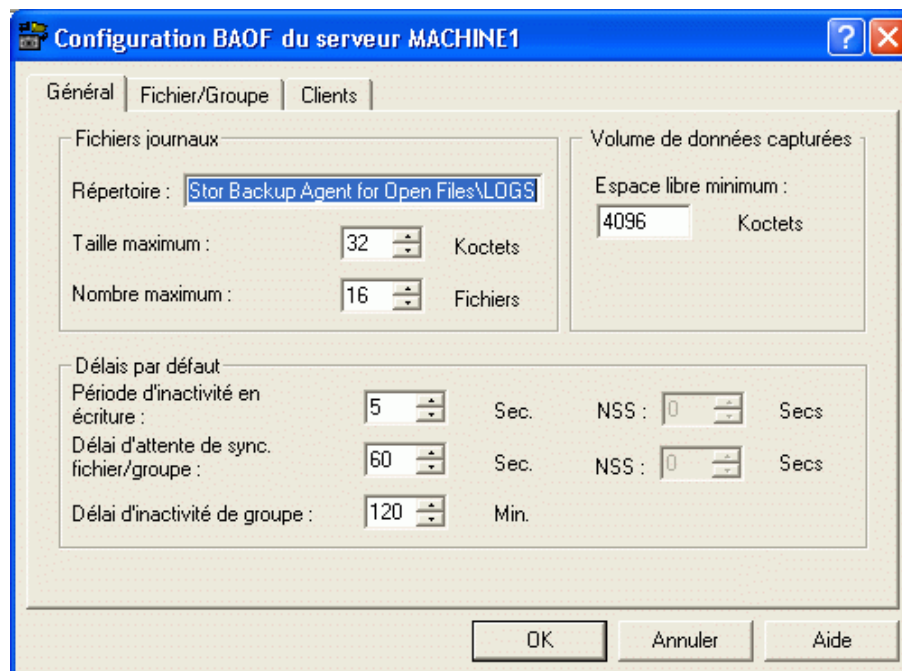 Configuration BAOF du serveur MACHINE1
Général Fichier/Groupe Clients
Fichiers journaux
Répertoire : Stor Backup Agent for Open Files\LOGS
Taille maximum : 32 Koctets
Nombre maximum : 16 Fichiers
Volume de données capturées
Espace libre minimum :
4096 Koctets
Délais par défaut
Période d'inactivité en
écriture : 5 Sec. NSS : 0 Secs
Délai d'attente de sync.
fichier/groupe : 60 Sec. NSS : 0 Secs
Délai d'inactivité de groupe : 120 Min.
OK Annuler Aide